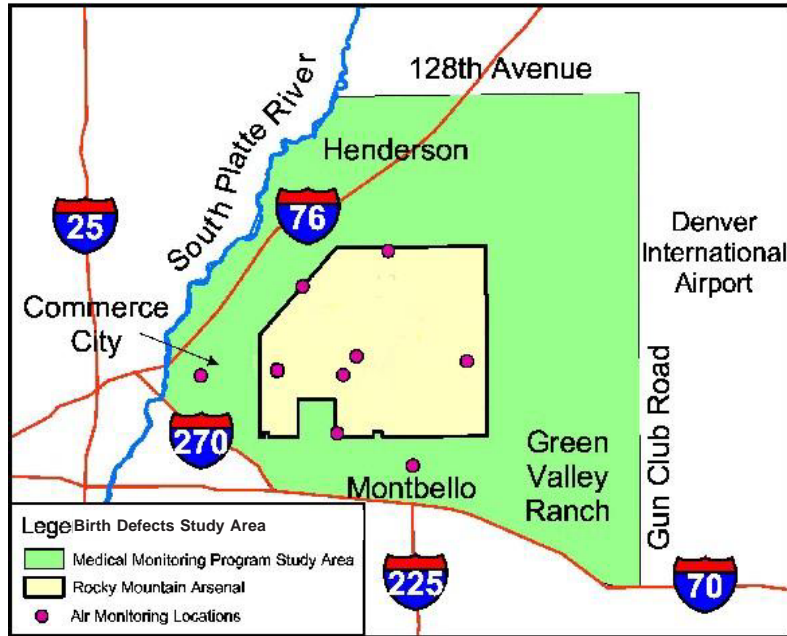 128th Avenue
South Platte River
Henderson
25
76
Denver
International
Airport
Commerce
City
270
Green
Valley
Ranch
Gun Club Road
Montbello
Lege Birth Defects Study Area
Medical Monitoring Program Study Area
Rocky Mountain Arsenal
Air Monitoring Locations
225
70